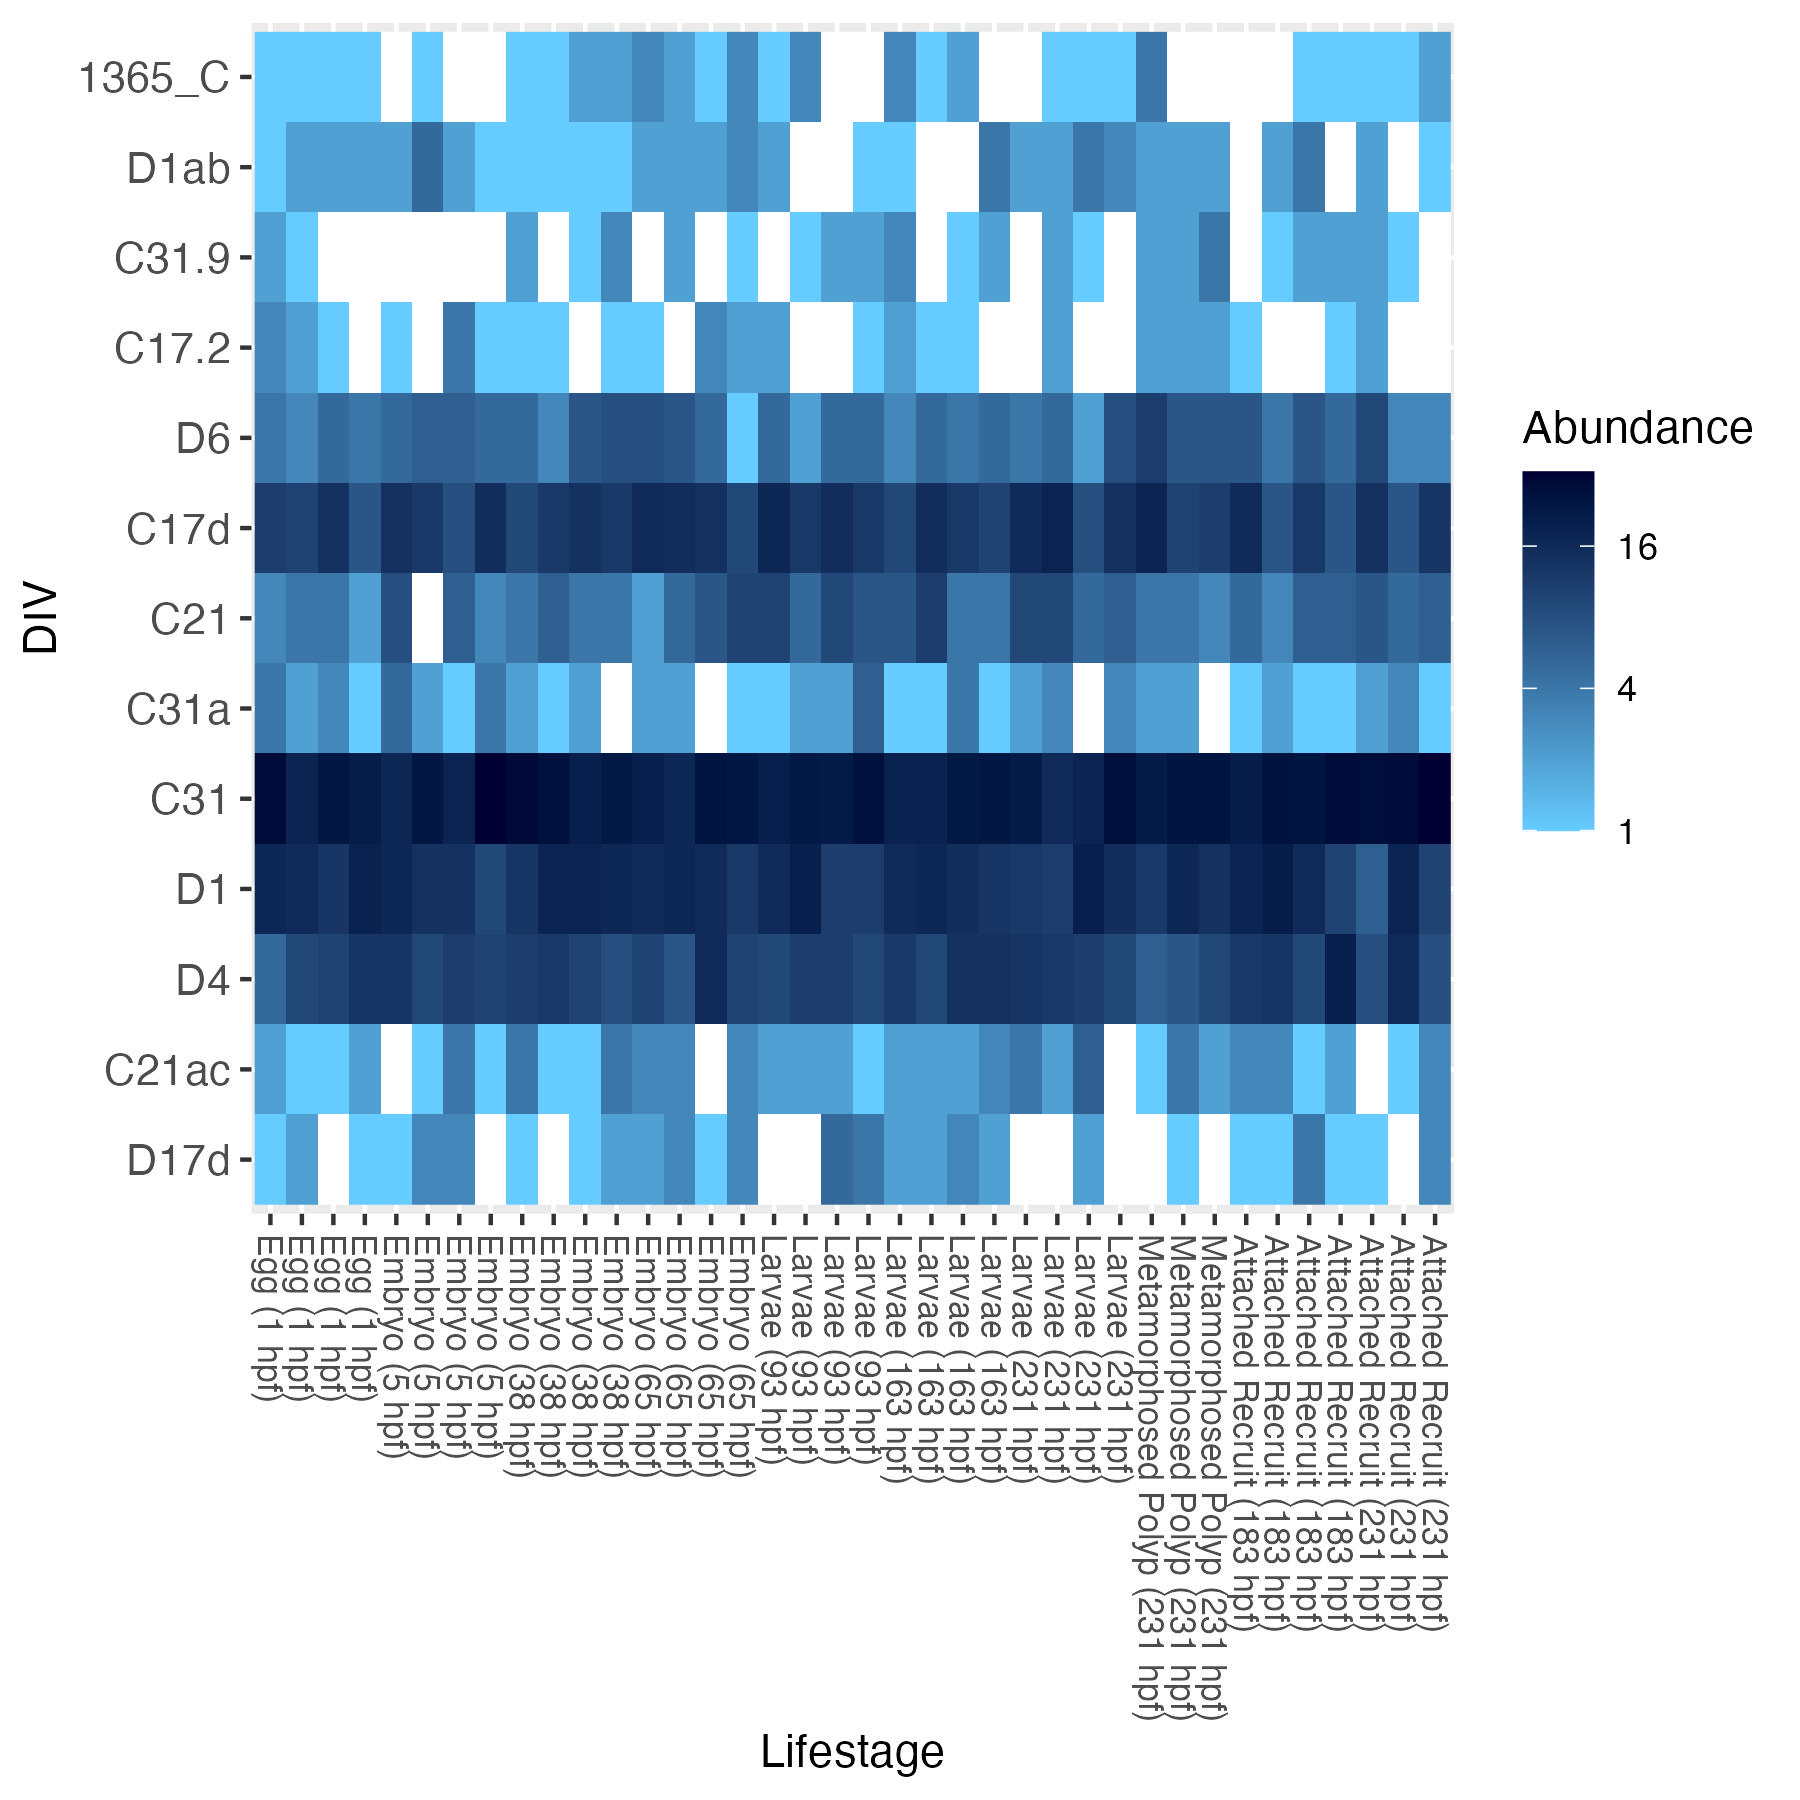 1365_C
D1ab
C31.9
C17.2
D6
C17d
C21
C31a
C31
D1
D4
C21ac
D17d
DIV
Egg (1 hpf)
Egg (1 hpf)
Egg (1 hpf)
Egg (1 hpf)
Embryo (5 hpf)
Embryo (5 hpf)
Embryo (5 hpf)
Embryo (5 hpf)
Embryo (38 hpf)
Embryo (38 hpf)
Embryo (38 hpf)
Embryo (38 hpf)
Embryo (65 hpf)
Embryo (65 hpf)
Embryo (65 hpf)
Embryo (65 hpf)
Larvae (93 hpf)
Larvae (93 hpf)
Larvae (93 hpf)
Larvae (93 hpf)
Larvae (163 hpf)
Larvae (163 hpf)
Larvae (163 hpf)
Larvae (163 hpf)
Larvae (231 hpf)
Larvae (231 hpf)
Larvae (231 hpf)
Larvae (231 hpf)
Metamorphosed Polyp (231 hpf)
Metamorphosed Polyp (231 hpf)
Metamorphosed Polyp (231 hpf)
Attached Recruit (183 hpf)
Attached Recruit (183 hpf)
Attached Recruit (183 hpf)
Attached Recruit (183 hpf)
Attached Recruit (231 hpf)
Attached Recruit (231 hpf)
Attached Recruit (231 hpf)
Lifestage
Abundance
16
4
1